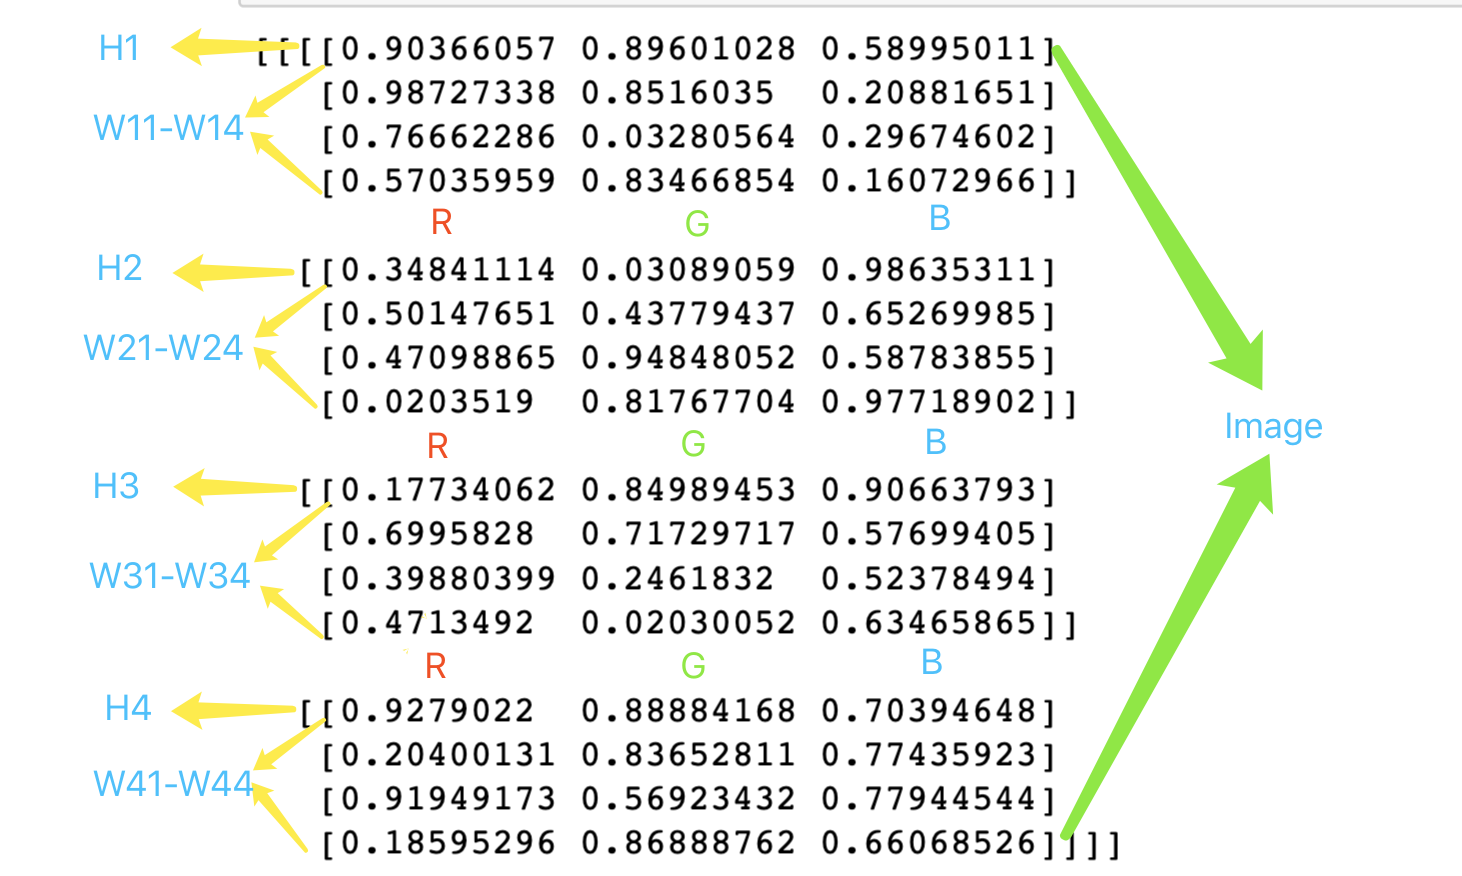 H1 [[[[0.90366057 0.89601028 0.58995011]
[0.98727338 0.8516035 0.20881651]
W11-W14 [0.76662286 0.03280564 0.29674602]
[0.57035959 0.83466854 0.16072966]]
R G B
H2 [[0.34841114 0.03089059 0.98635311]
[0.50147651 0.43779437 0.65269985]
W21-W24 [0.47098865 0.94848052 0.58783855]
[0.0203519 0.81767704 0.97718902]]
Image
R G B
H3 [[0.17734062 0.84989453 0.90663793]
[0.6995828 0.71729717 0.57699405]
W31-W34 [0.39880399 0.2461832 0.52378494]
[0.4713492 0.02030052 0.63465865]]
R G B
H4 [[0.9279022 0.88884168 0.70394648]
[0.20400131 0.83652811 0.77435923]
W41-W44 [0.91949173 0.56923432 0.77944544]
[0.18595296 0.86888762 0.66068526]]]]